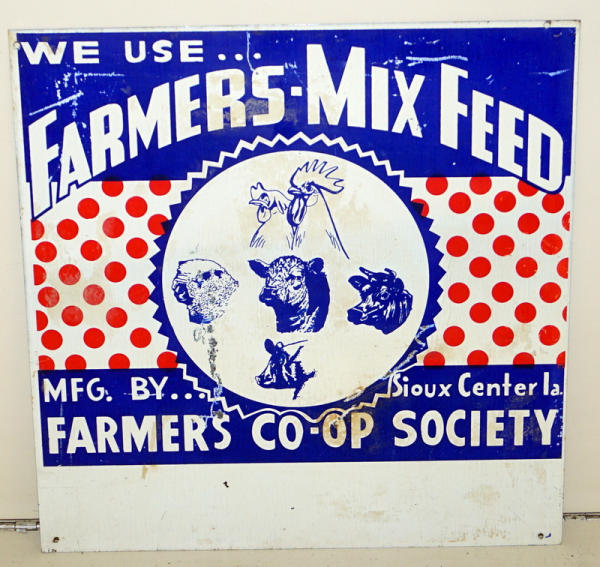 WE USE...
FARMERS-MIX FEED
MFG. BY...
Sioux Center Ia.
FARMERS CO-OP SOCIETY